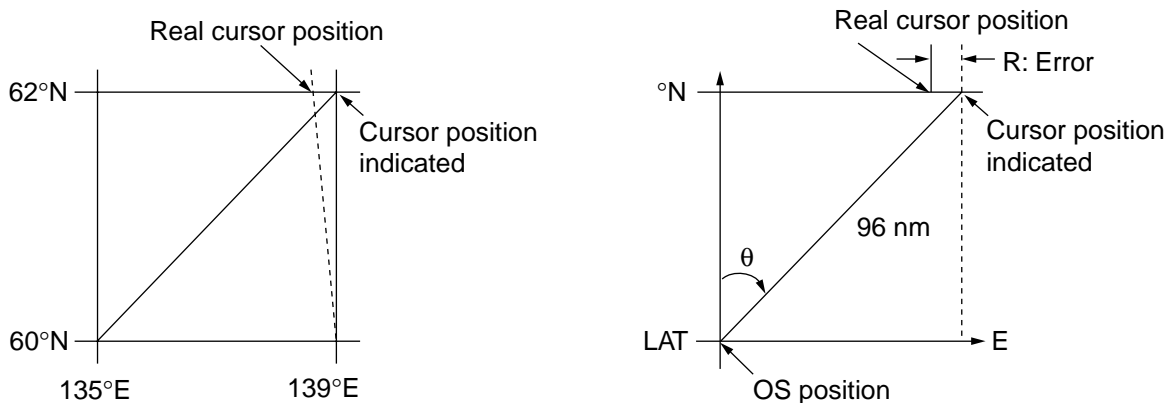 Real cursor position
62°N
Cursor position
indicated
60°N
135°E
139°E
Real cursor position
R: Error
°N
Cursor position
indicated
96 nm
θ
LAT
E
OS position